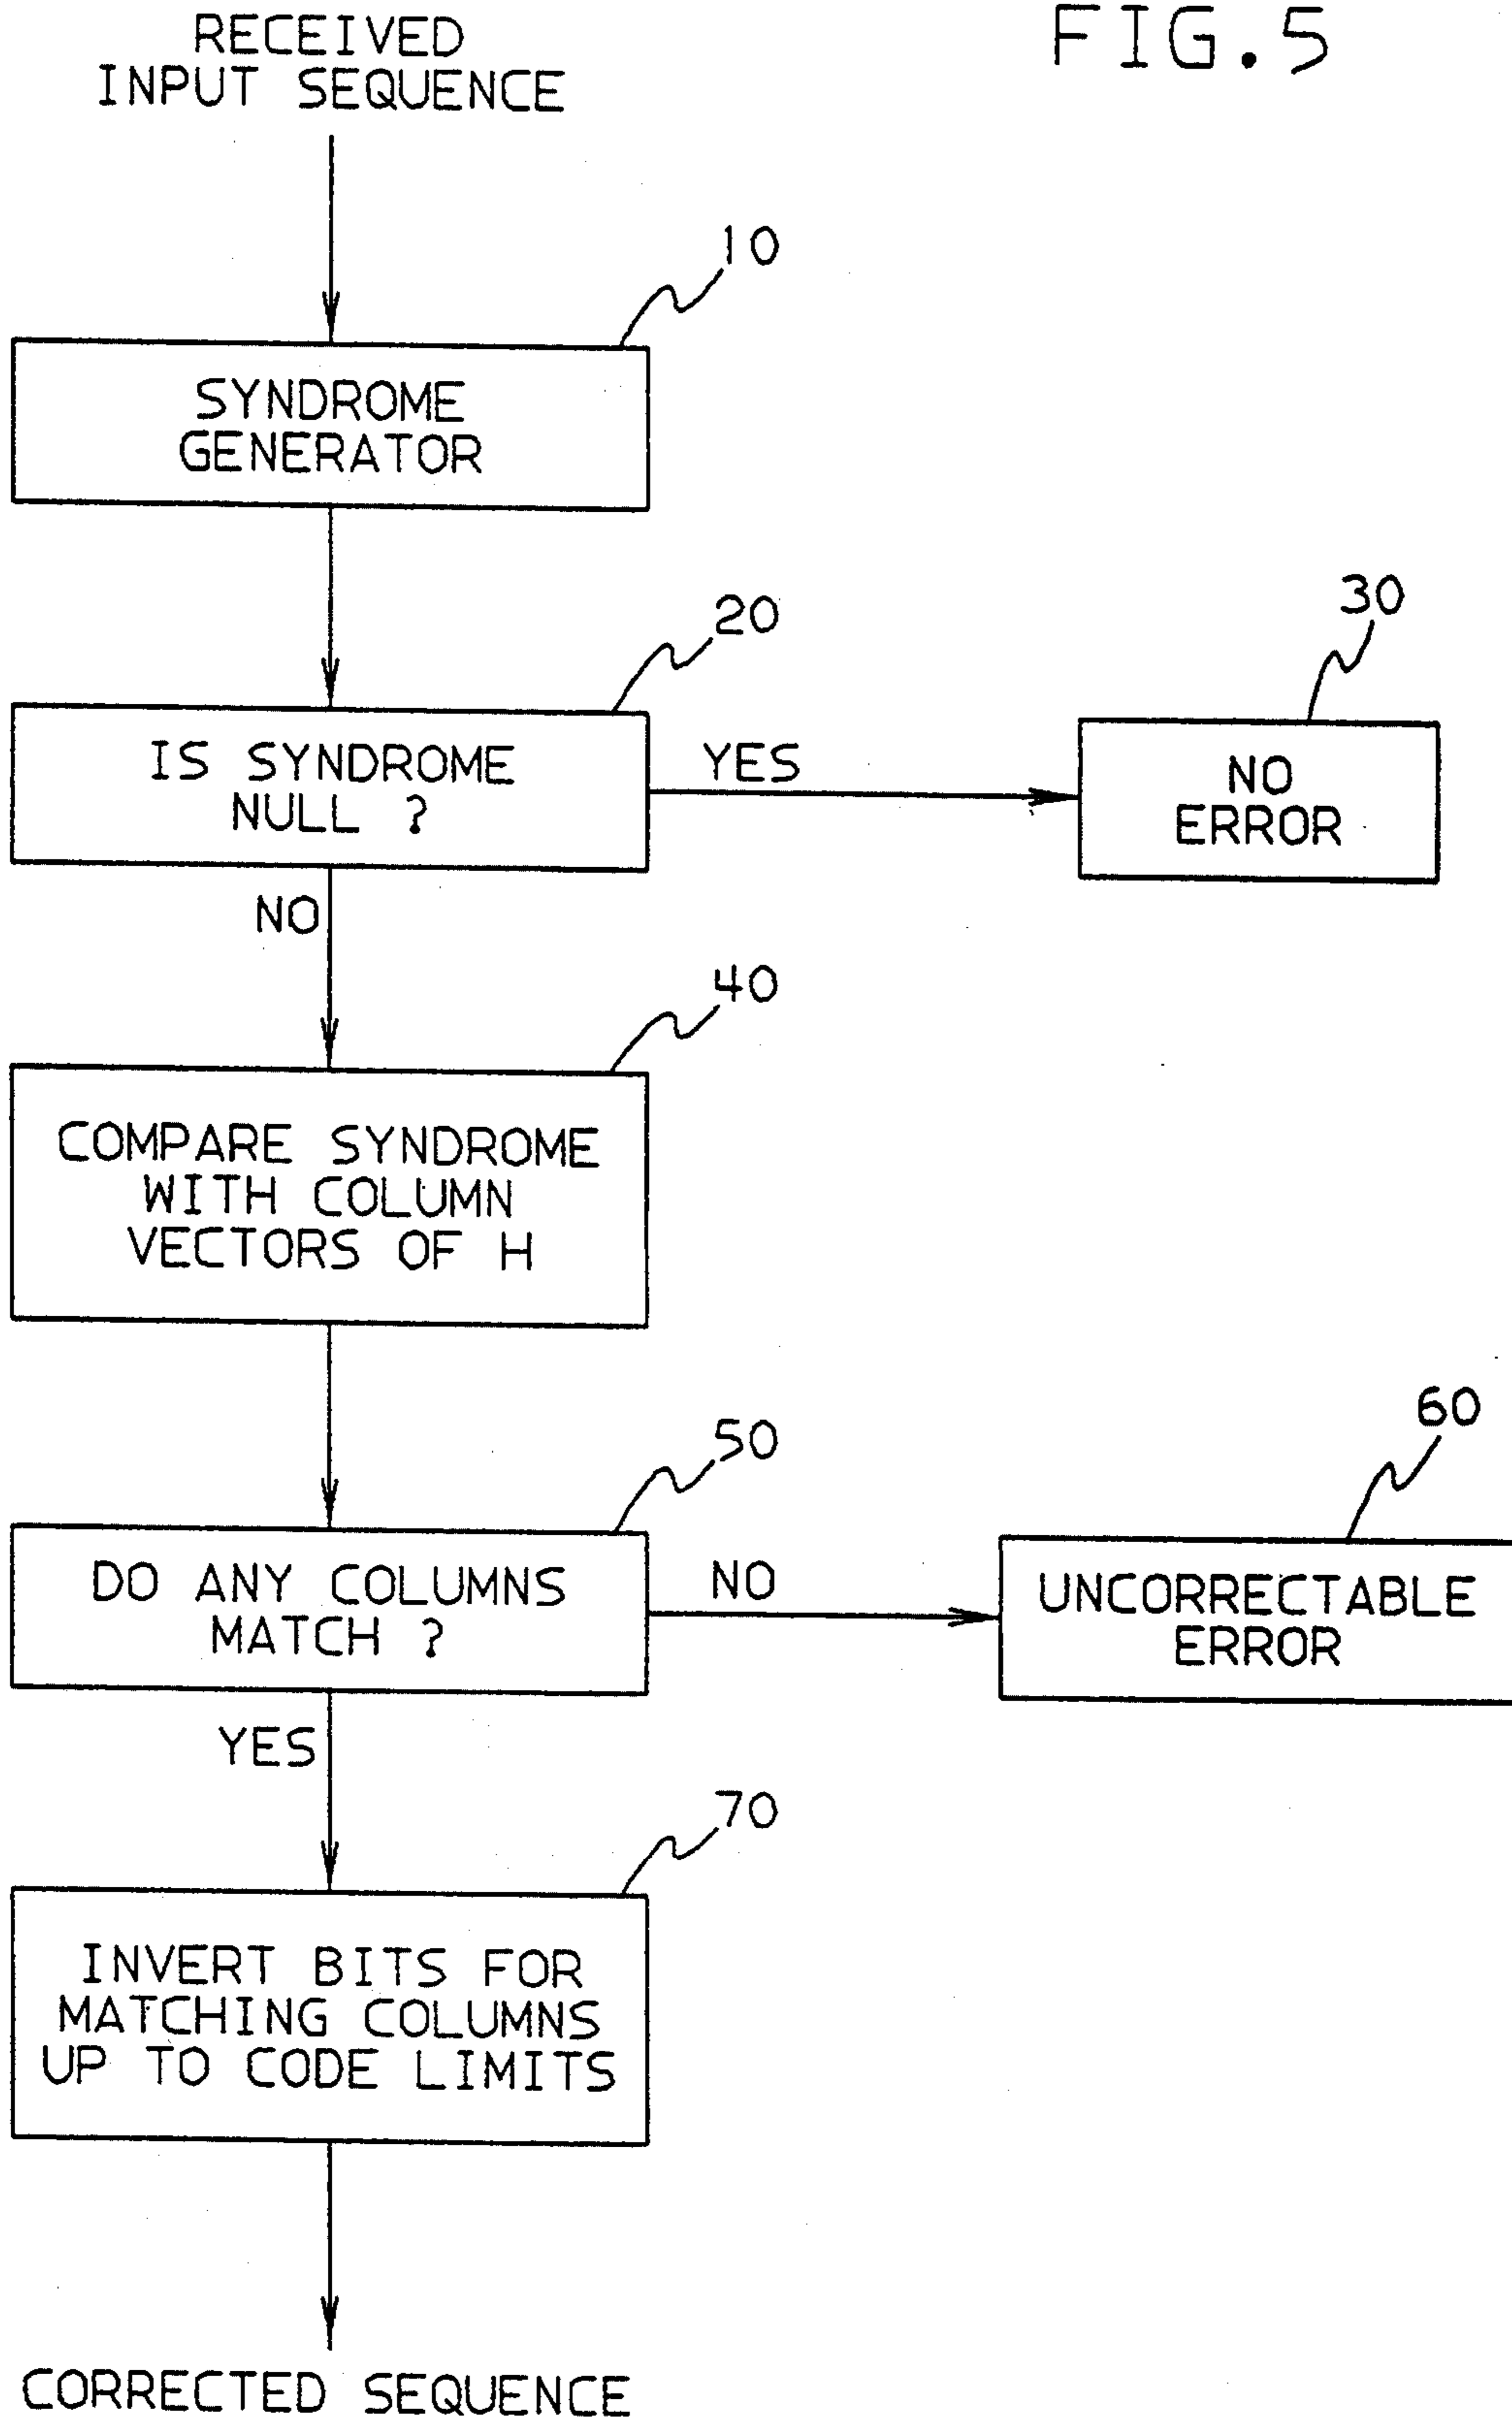 FIG.5
RECEIVED
INPUT SEQUENCE
10
SYNDROME
GENERATOR
20
IS SYNDROME
NULL ?
YES
30
NO
ERROR
NO
40
COMPARE SYNDROME
WITH COLUMN
VECTORS OF H
50
DO ANY COLUMNS
MATCH ?
NO
60
UNCORRECTABLE
ERROR
YES
70
INVERT BITS FOR
MATCHING COLUMNS
UP TO CODE LIMITS
CORRECTED SEQUENCE